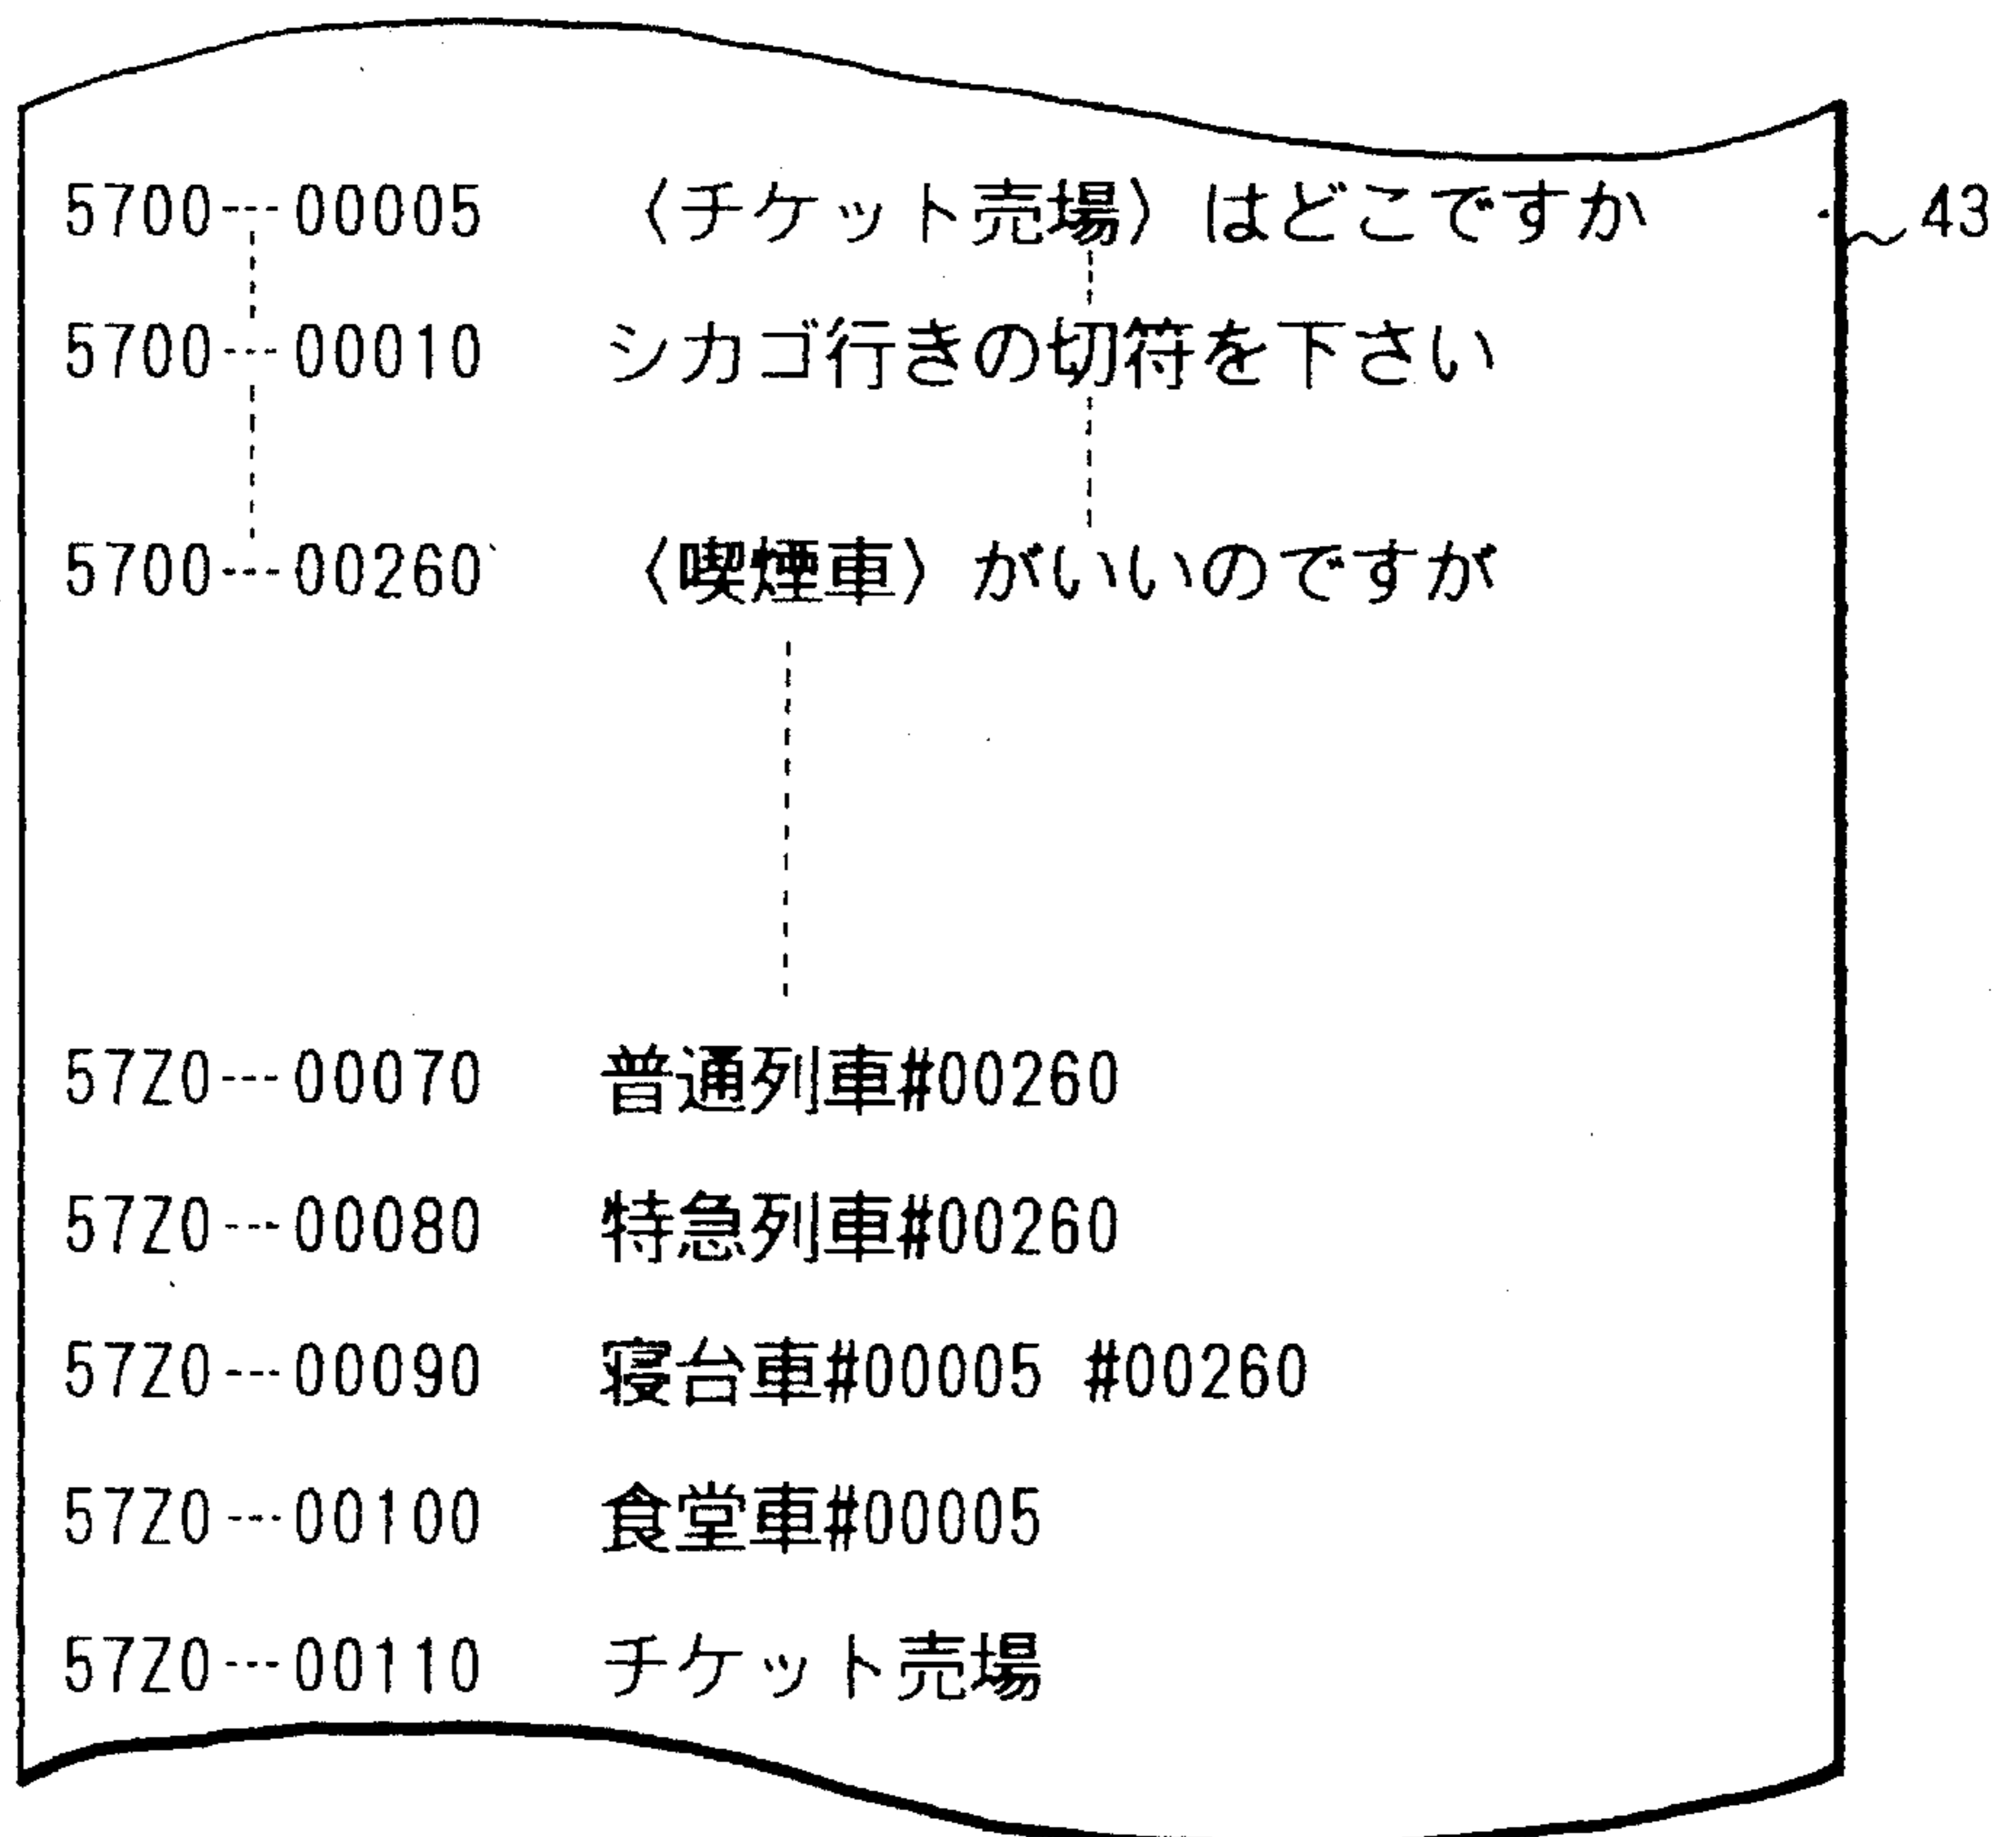 5700---00005 〈チケット売場〉はどこですか 43
5700---00010 シカゴ行きの切符を下さい
5700---00260 〈喫煙車〉がいいのですが
57Z0---00070 普通列車#00260
57Z0---00080 特急列車#00260
57Z0---00090 寝台車#00005 #00260
57Z0---00100 食堂車#00005
57Z0---00110 チケット売場